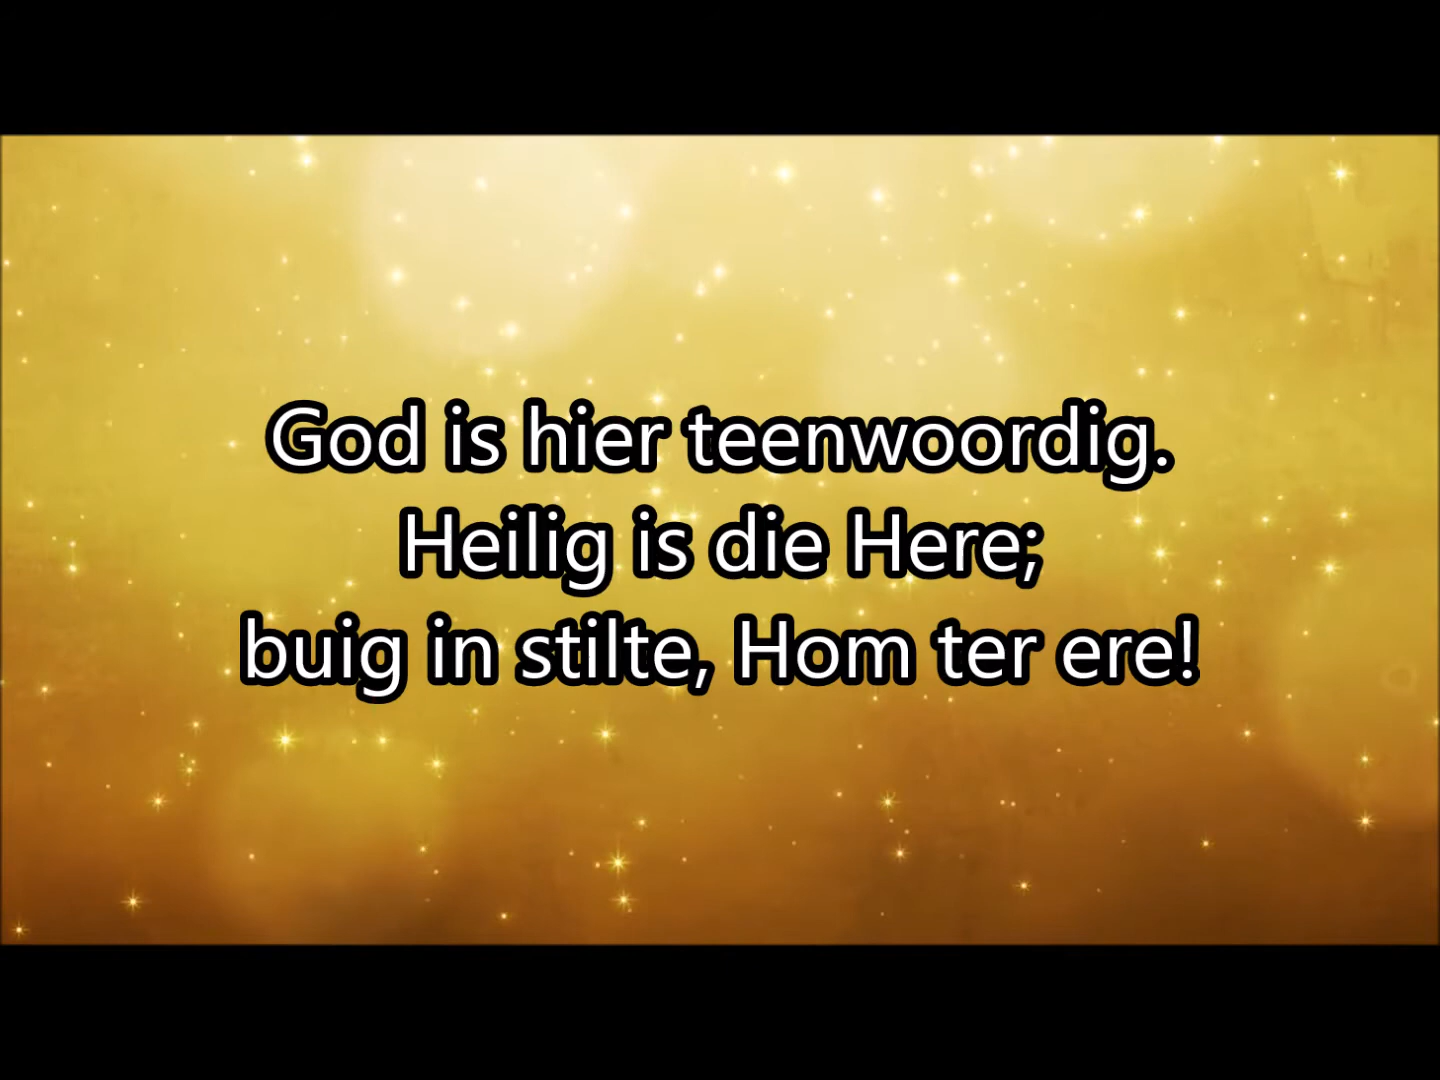 God is hier teenwoordig.
Heilig is die Here;
buig in stilte, Hom ter ere!